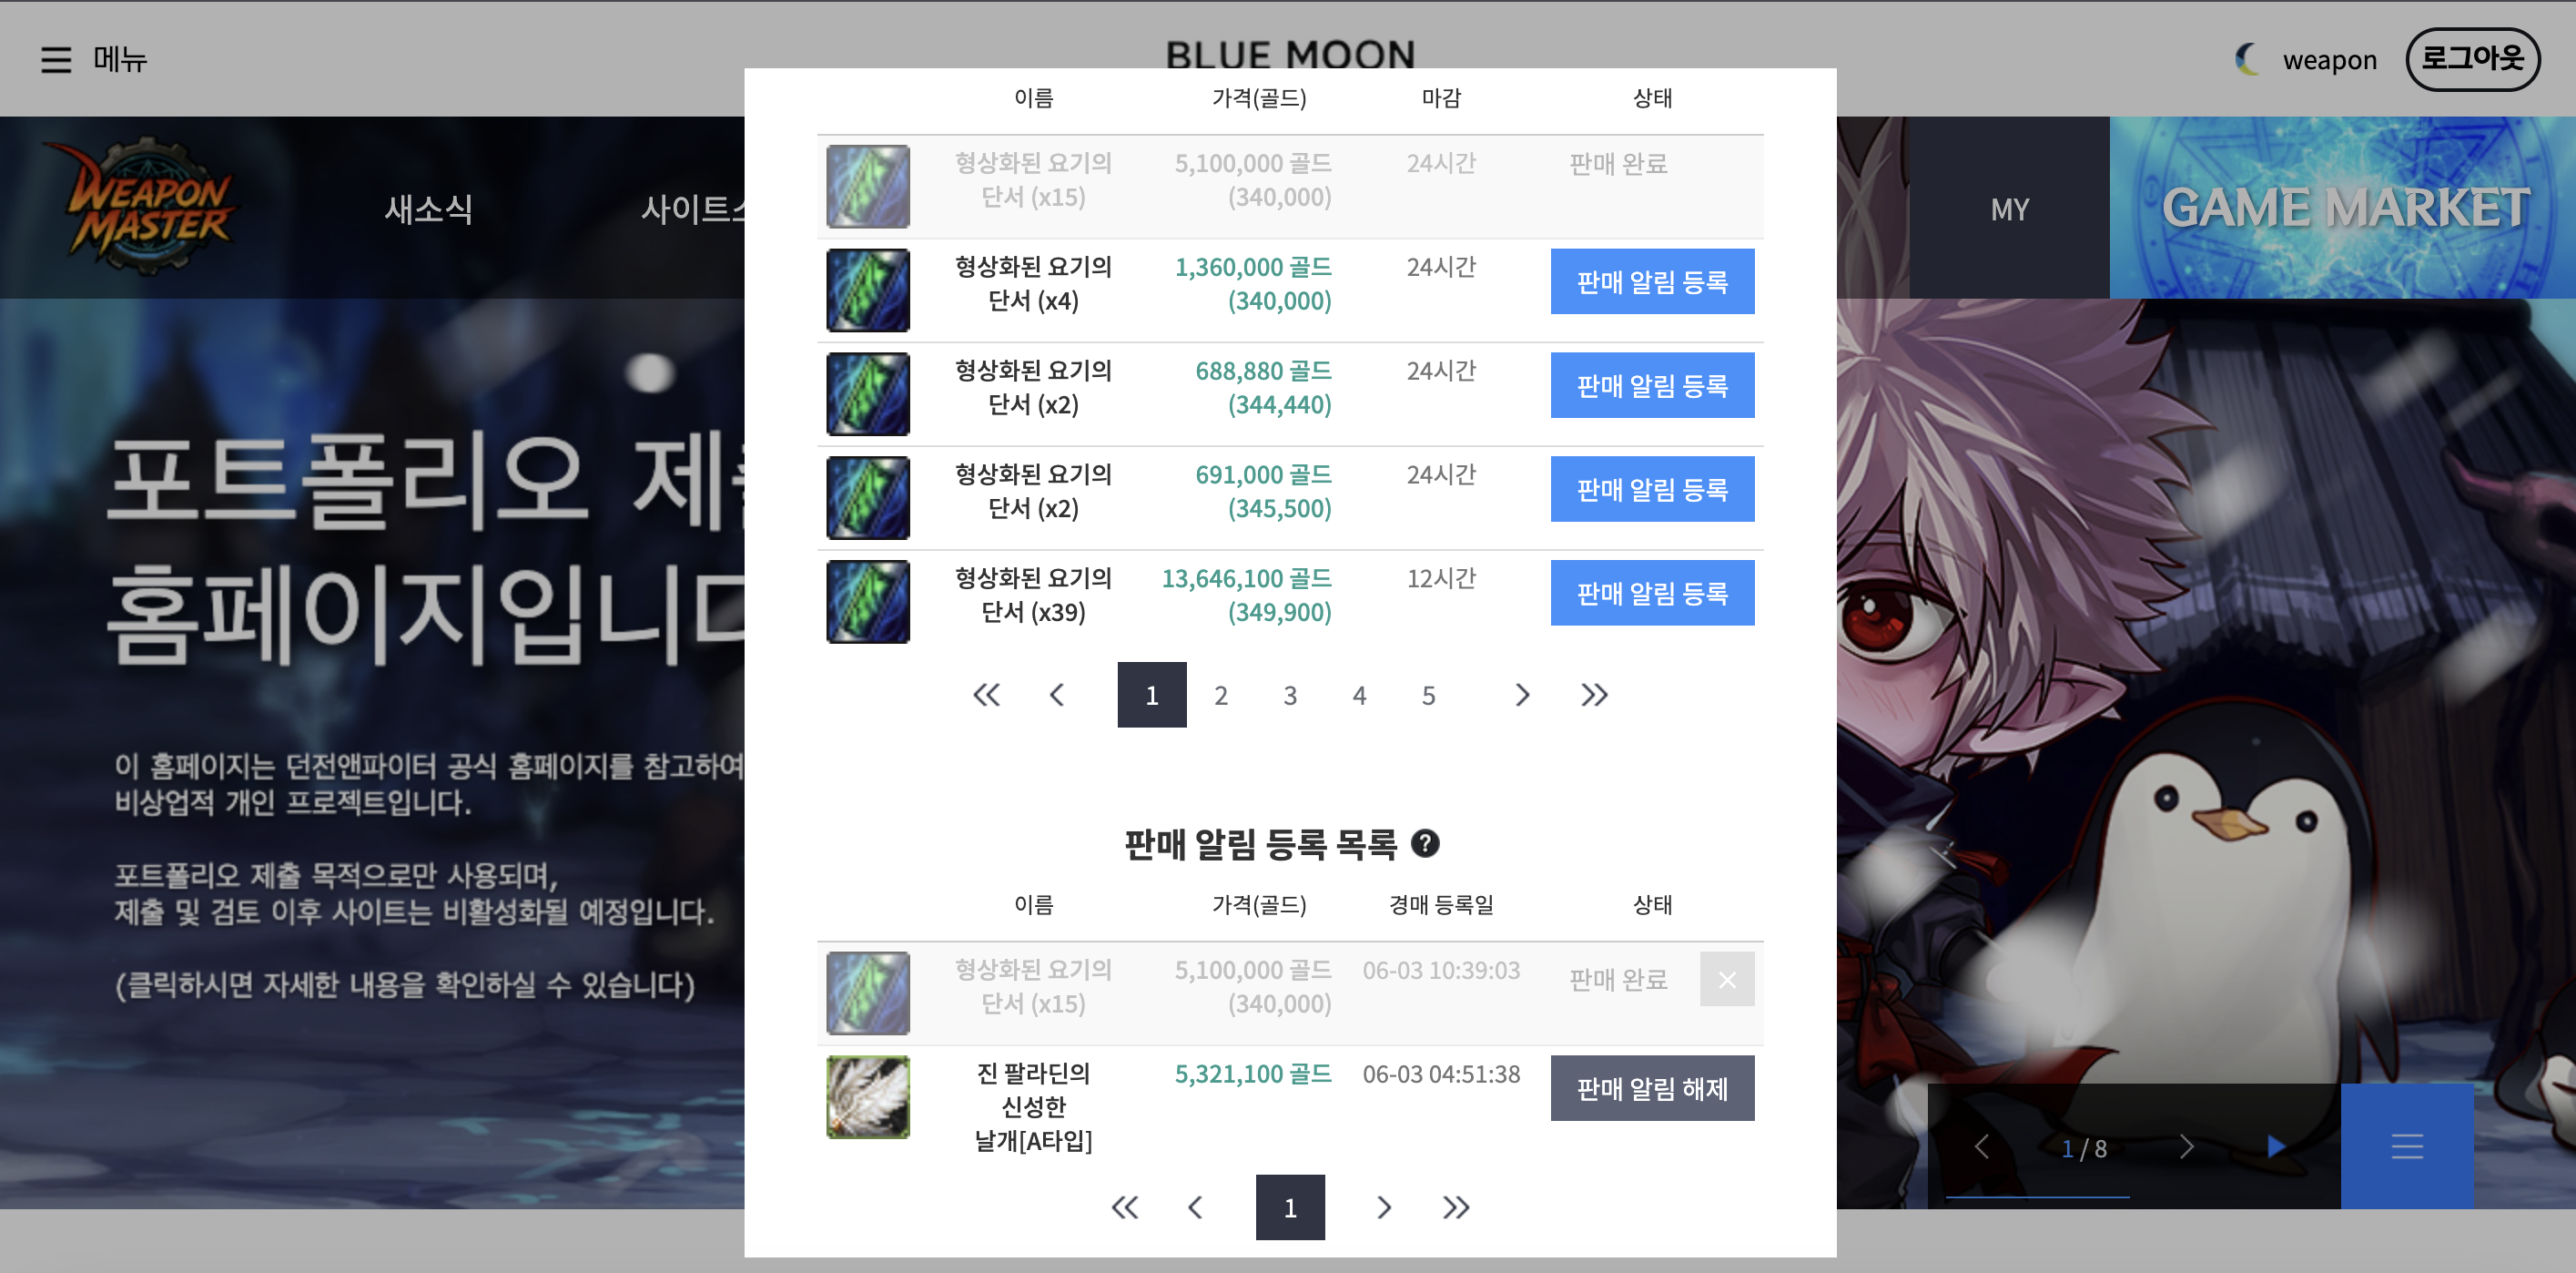 메뉴
BLUE MOON
weapon
로그아웃
WEAPON
MASTER
새소식
MY
GAME MARKET
포트폴리오
홈페이지입니다
이 홈페이지는 던전앤파이터 공식 홈페이지를 참고하여
비상업적 개인 프로젝트입니다.
포트폴리오 제출 목적으로만 사용되며,
제출 및 검토 이후 사이트는 비활성화될 예정입니다.
(클릭하시면 자세한 내용을 확인하실 수 있습니다)
이름 가격(골드) 마감 상태
형상화된 요기의 5,100,000 골드 24시간 판매 완료
단서 (x15) (340,000)
형상화된 요기의 1,360,000 골드 24시간 판매 알림 등록
단서 (x4) (340,000)
형상화된 요기의 688,880 골드 24시간 판매 알림 등록
단서 (x2) (344,440)
형상화된 요기의 691,000 골드 24시간 판매 알림 등록
단서 (x2) (345,500)
형상화된 요기의 13,646,100 골드 12시간 판매 알림 등록
단서 (x39) (349,900)
1 2 3 4 5
판매 알림 등록 목록 ?
이름 가격(골드) 경매 등록일 상태
형상화된 요기의 5,100,000 골드 06-03 10:39:03 판매 완료
단서 (x15) (340,000)
진 팔라딘의 5,321,100 골드 06-03 04:51:38 판매 알림 해제
신성한
날개[A타입]
1
1 / 8